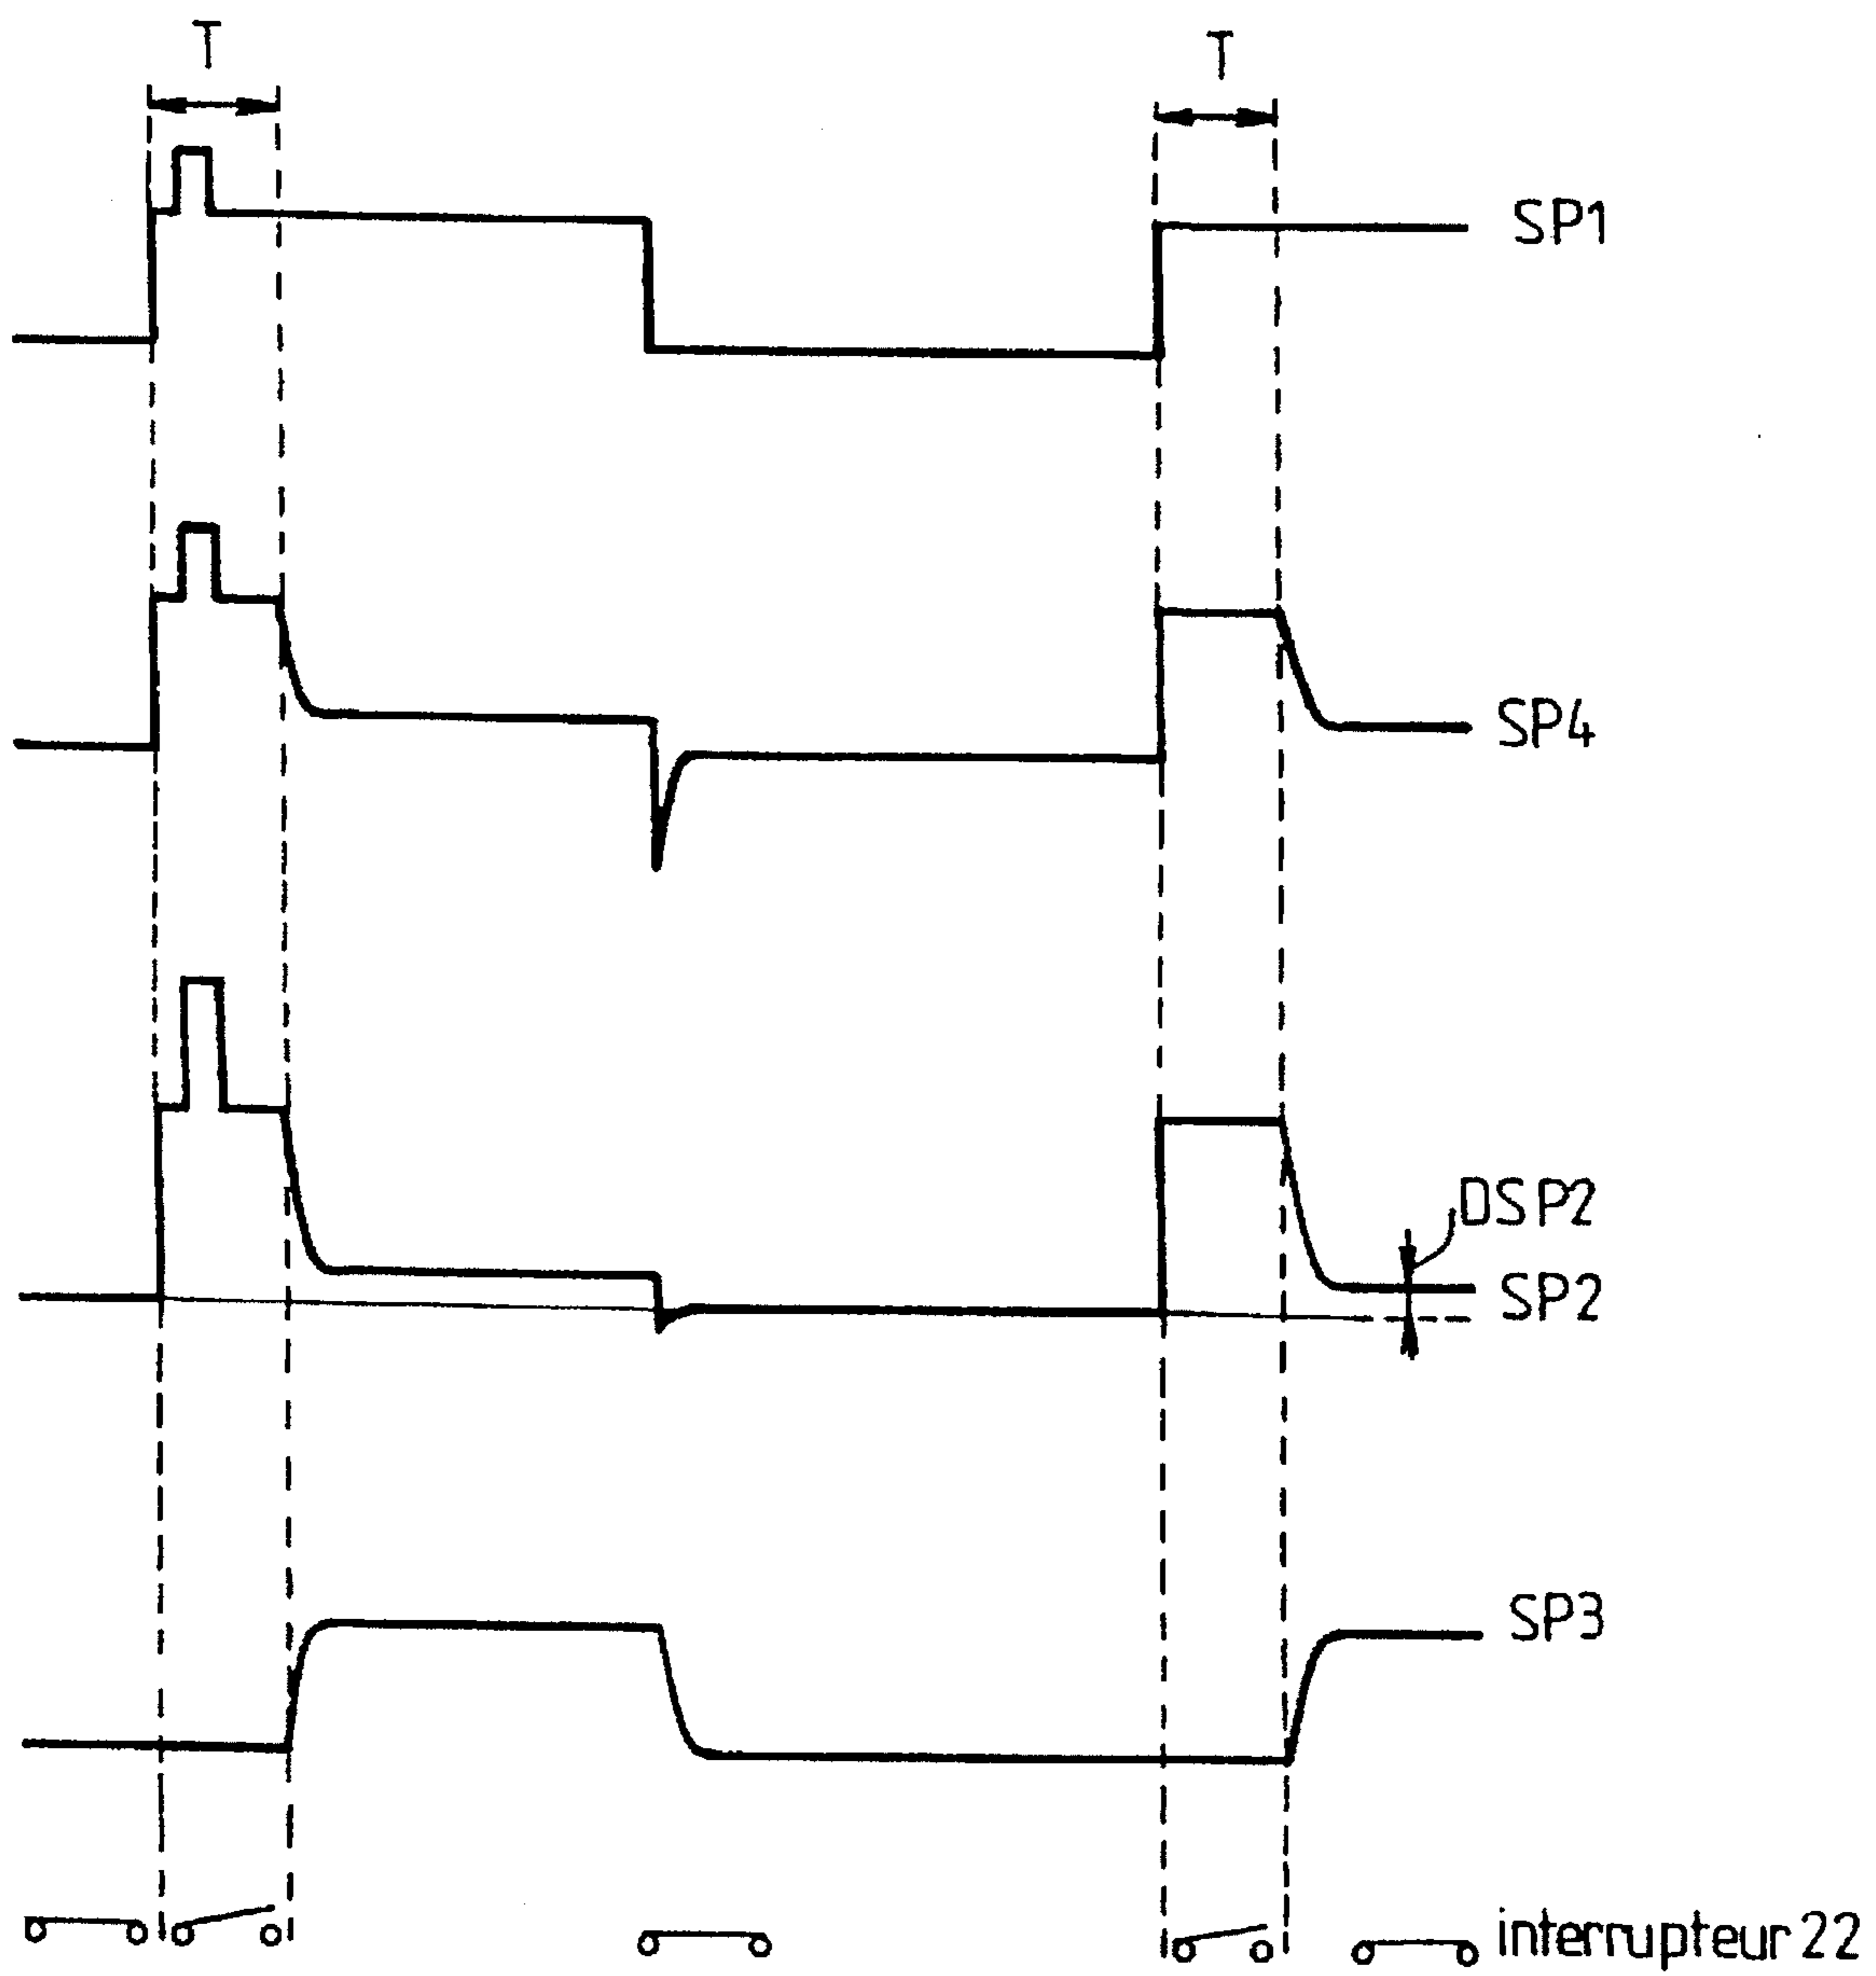 T
T
SP1
SP4
DSP2
SP2
SP3
interrupteur 22